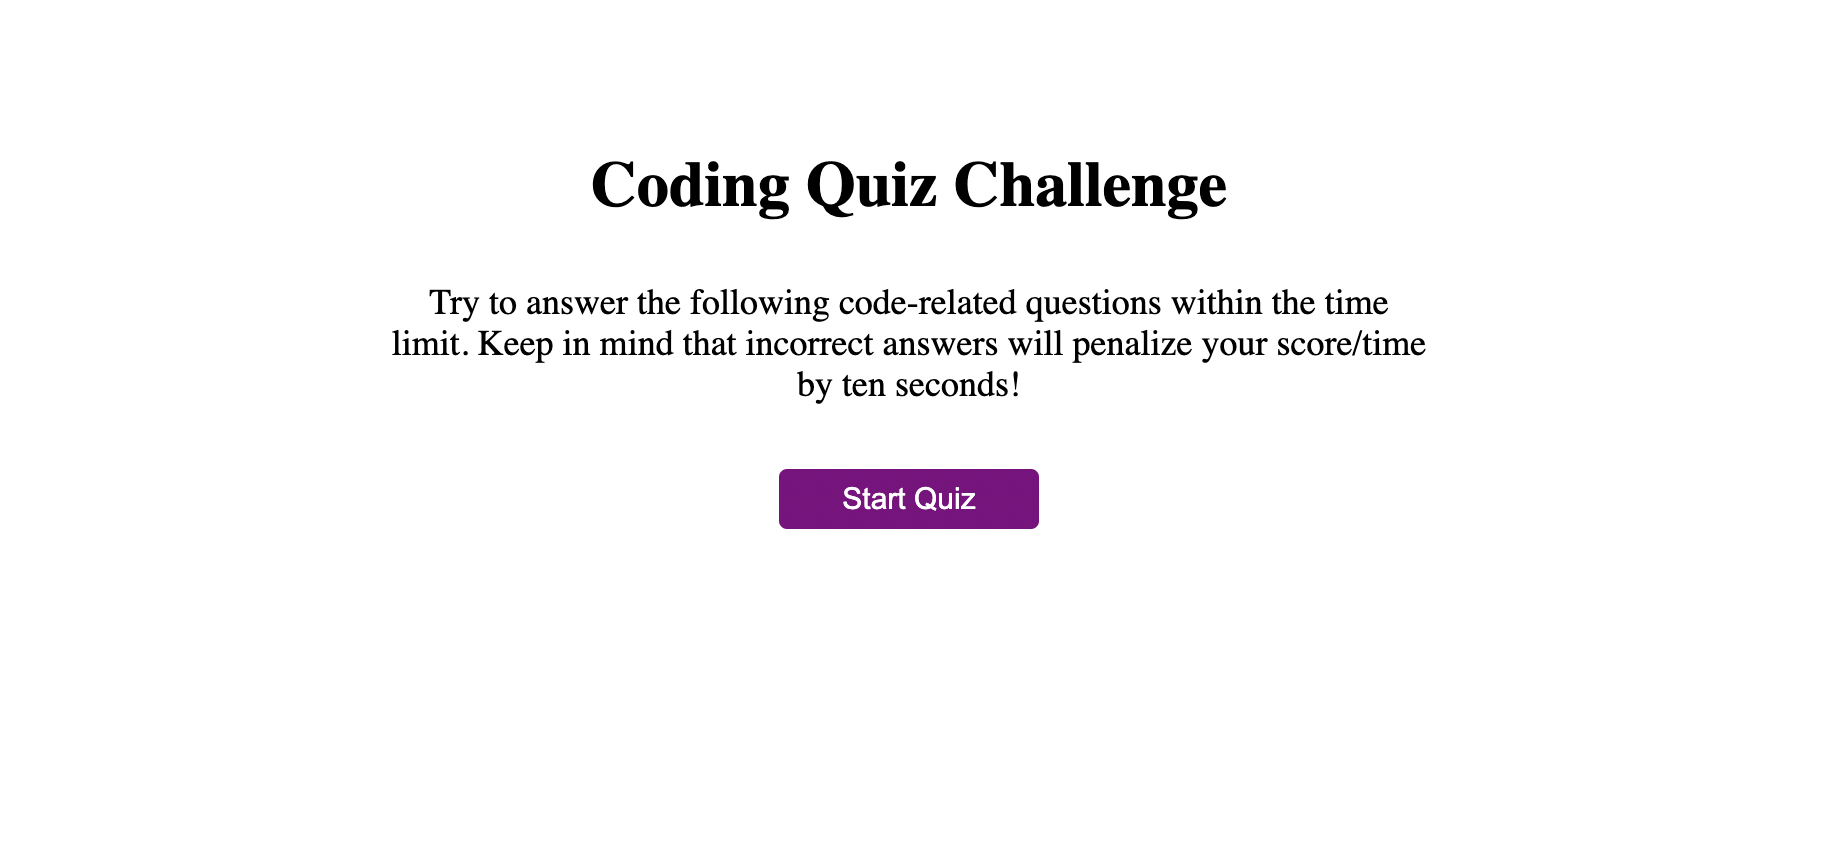 Coding Quiz Challenge
Try to answer the following code-related questions within the time
limit. Keep in mind that incorrect answers will penalize your score/time
by ten seconds!
Start Quiz